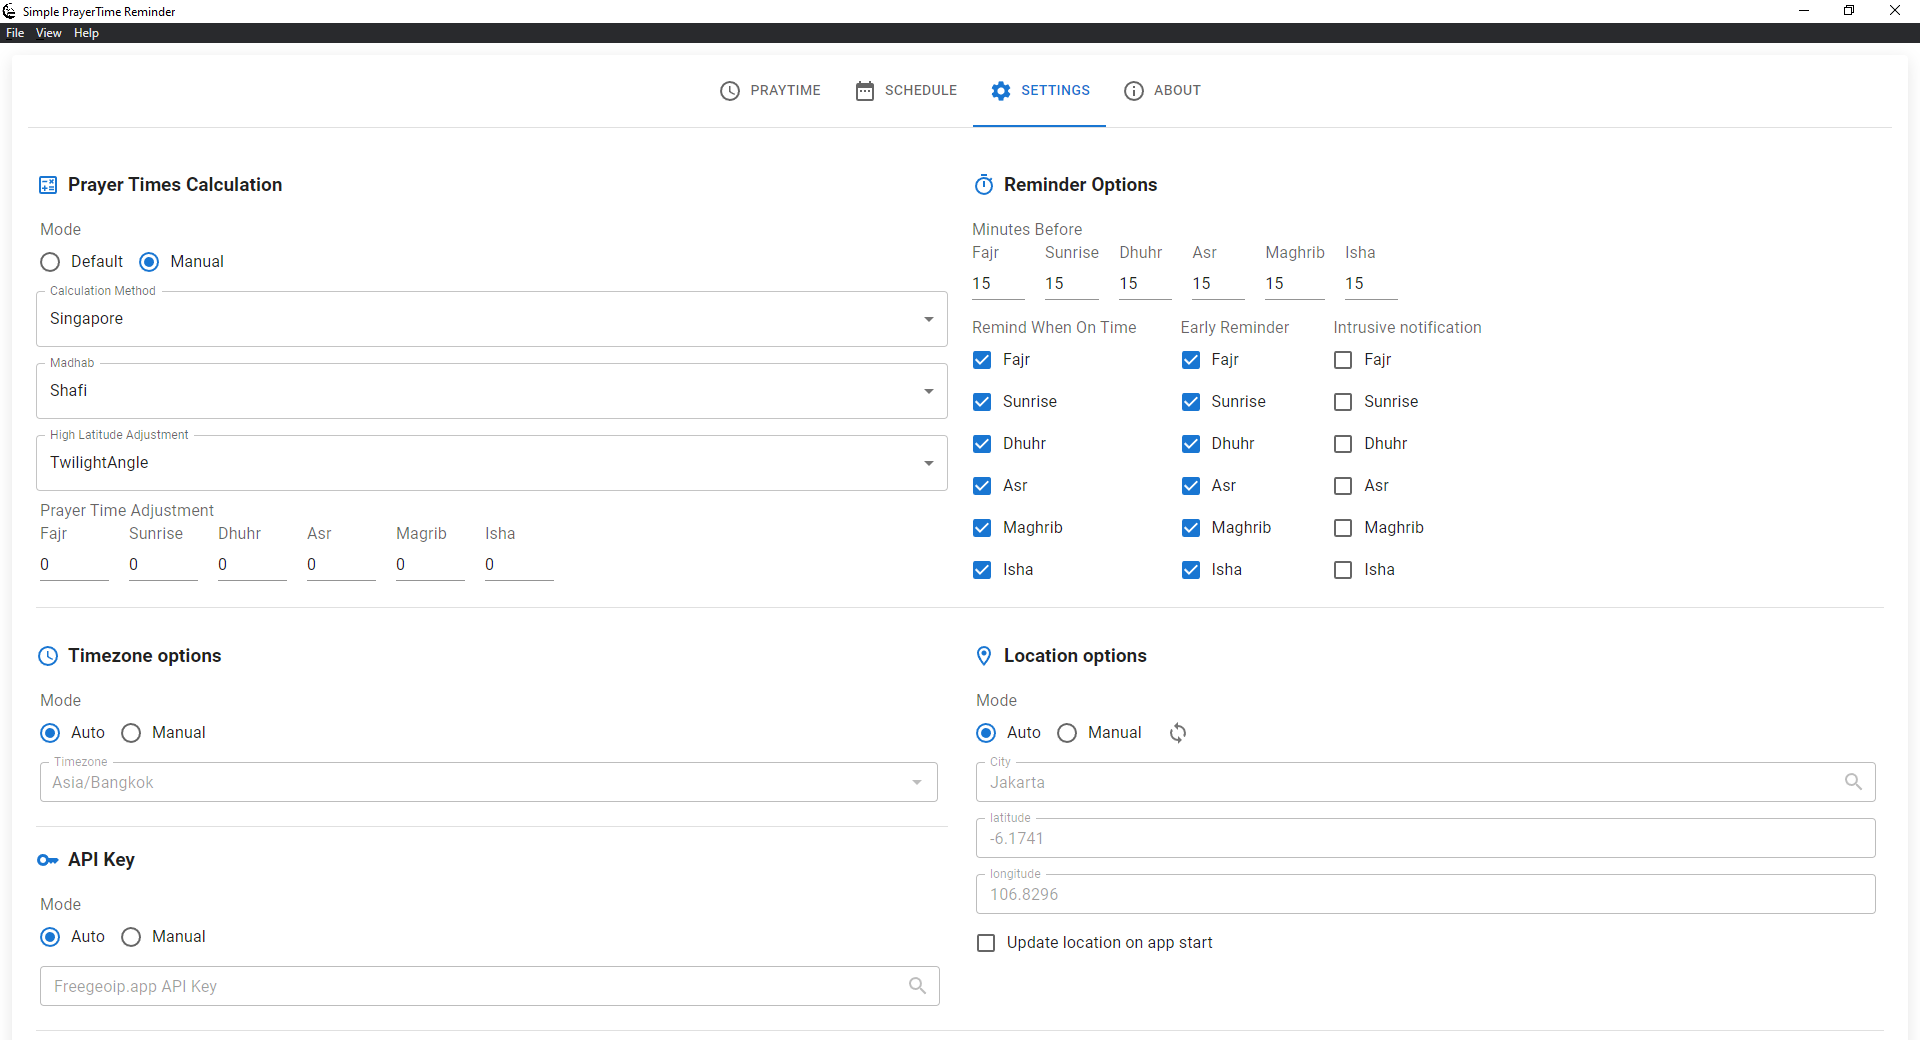 Simple PrayerTime Reminder
File View Help
PRAYTIME SCHEDULE SETTINGS ABOUT
Prayer Times Calculation
Mode
Default Manual
Calculation Method
Singapore
Madhab
Shafi
High Latitude Adjustment
TwilightAngle
Prayer Time Adjustment
Fajr Sunrise Dhuhr Asr Magrib Isha
0 0 0 0 0 0
Reminder Options
Minutes Before
Fajr Sunrise Dhuhr Asr Maghrib Isha
15 15 15 15 15 15
Remind When On Time Early Reminder Intrusive notification
Fajr Fajr Fajr
Sunrise Sunrise Sunrise
Dhuhr Dhuhr Dhuhr
Asr Asr Asr
Maghrib Maghrib Maghrib
Isha Isha Isha
Timezone options
Mode
Auto Manual
Timezone
Asia/Bangkok
API Key
Mode
Auto Manual
Freegeoip.app API Key
Location options
Mode
Auto Manual
City
Jakarta
latitude
-6.1741
longitude
106.8296
Update location on app start